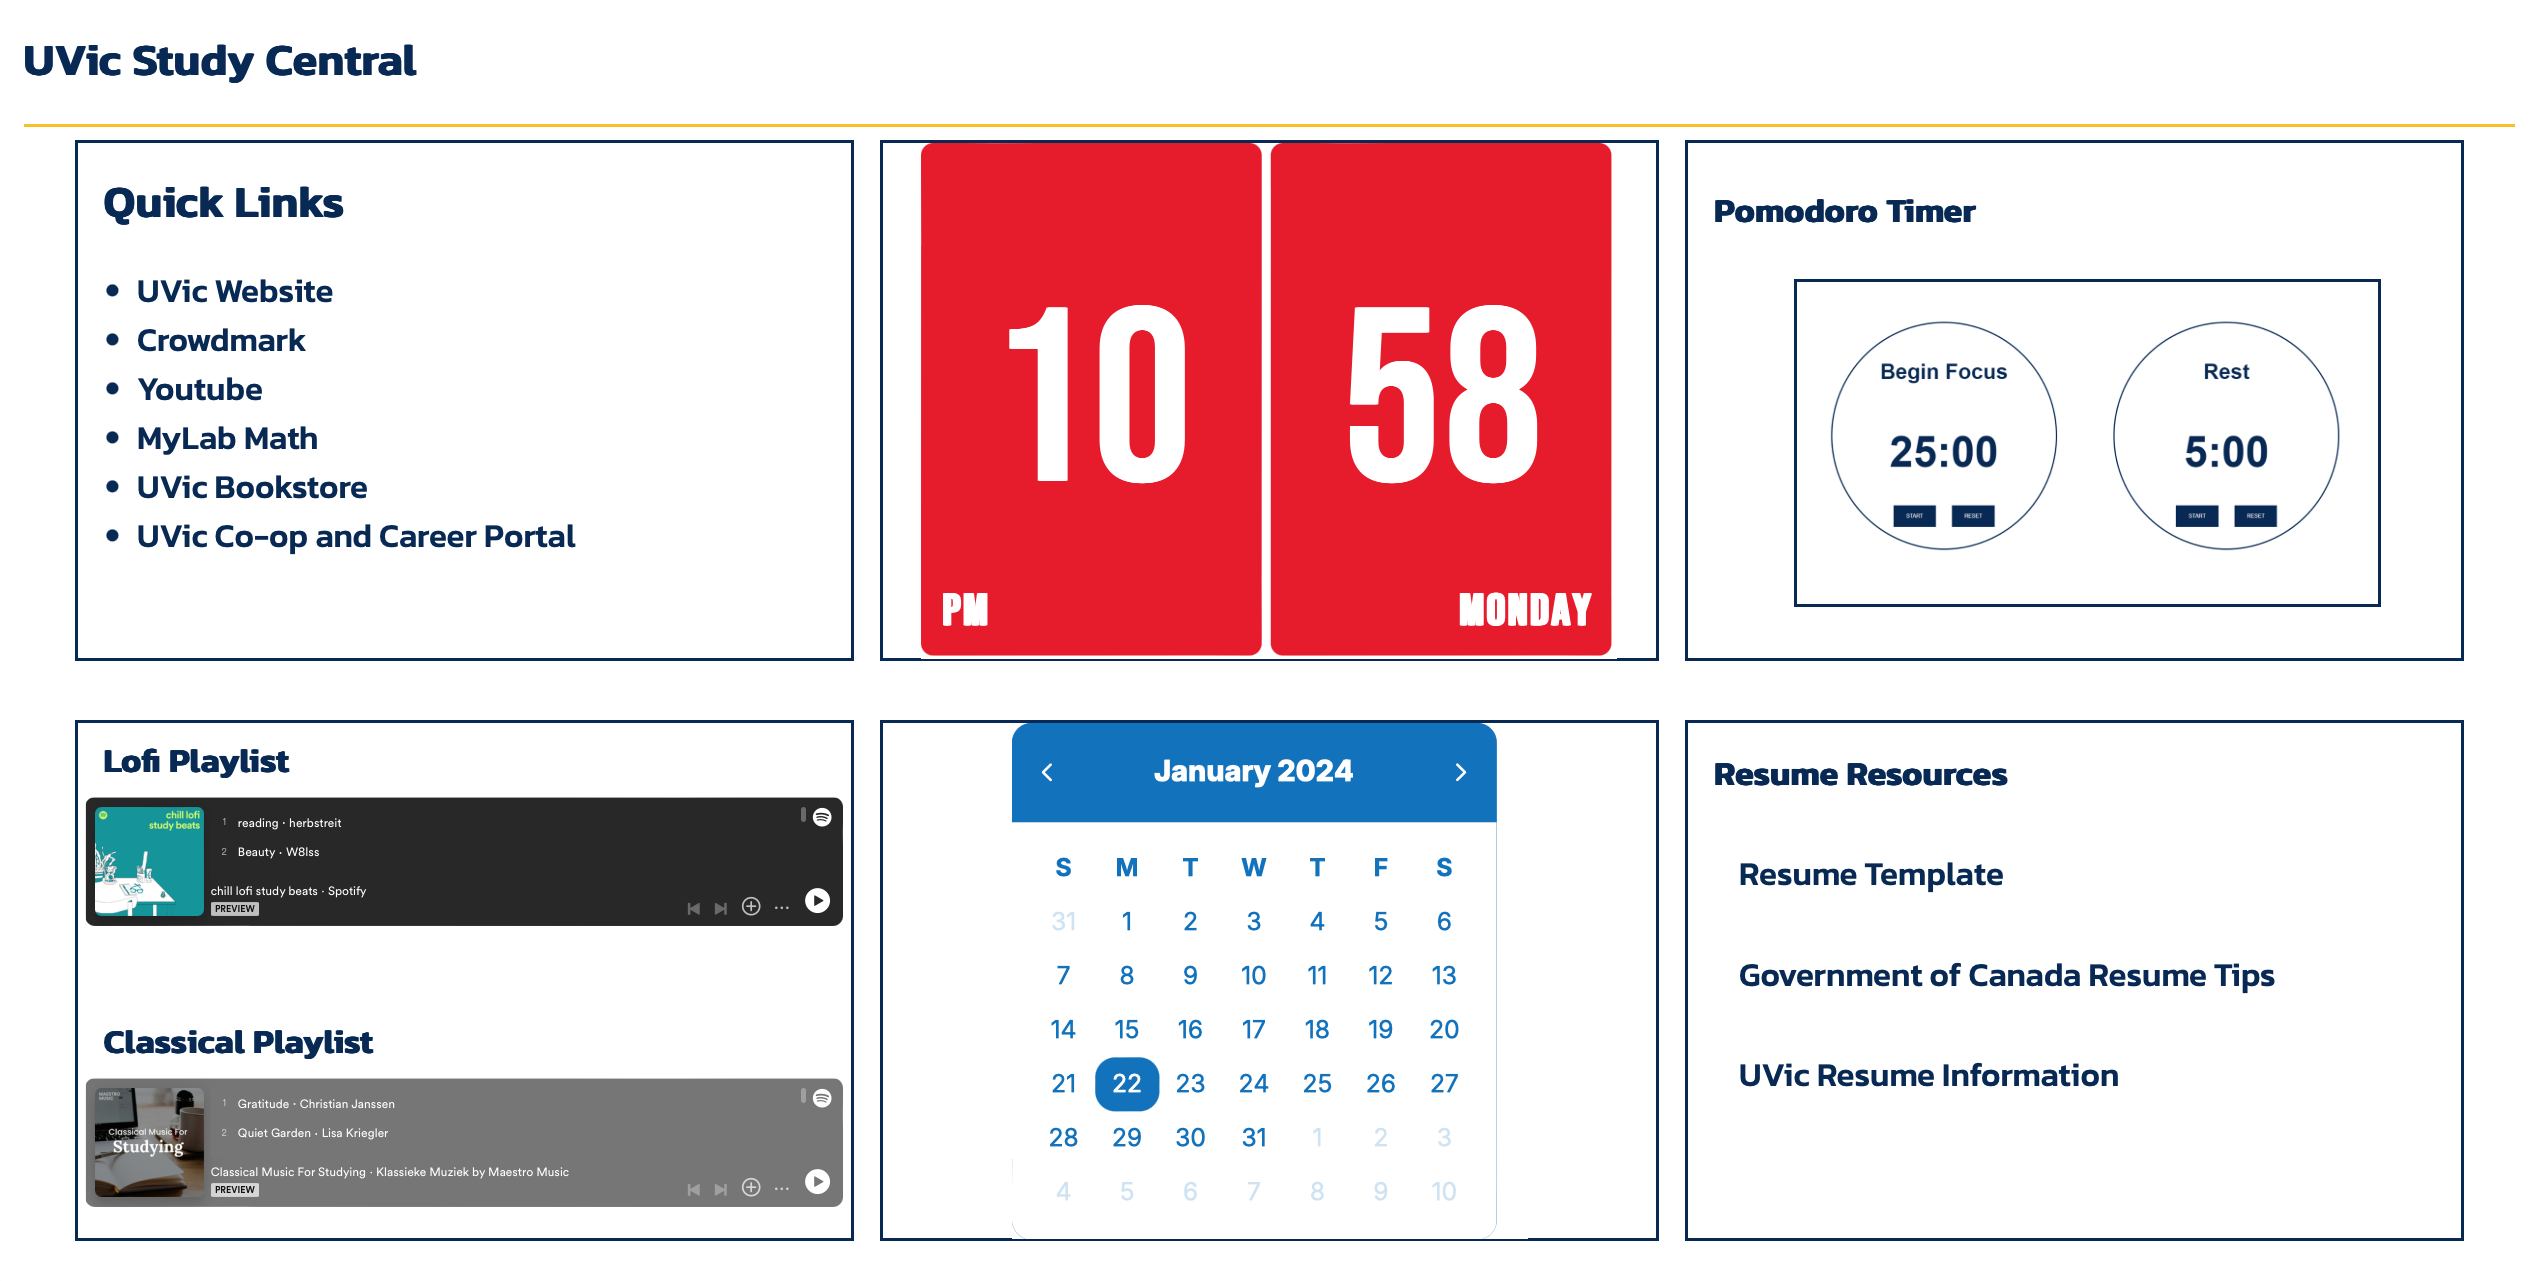 UVic Study Central
Quick Links
UVic Website
Crowdmark
Youtube
MyLab Math
UVic Bookstore
UVic Co-op and Career Portal
10 58
PM MONDAY
Pomodoro Timer
Begin Focus Rest
25:00 5:00
START RESET START RESET
Lofi Playlist
chill lofi
study beats
1 reading · herbstreit
2 Beauty · W8lss
chill lofi study beats · Spotify
PREVIEW
Classical Playlist
MAESTRO
MUSIC
Classical Music For
Studying
1 Gratitude · Christian Janssen
2 Quiet Garden · Lisa Kriegler
Classical Music For Studying · Klassieke Muziek by Maestro Music
PREVIEW
January 2024
S M T W T F S
31 1 2 3 4 5 6
7 8 9 10 11 12 13
14 15 16 17 18 19 20
21 22 23 24 25 26 27
28 29 30 31 1 2 3
4 5 6 7 8 9 10
Resume Resources
Resume Template
Government of Canada Resume Tips
UVic Resume Information